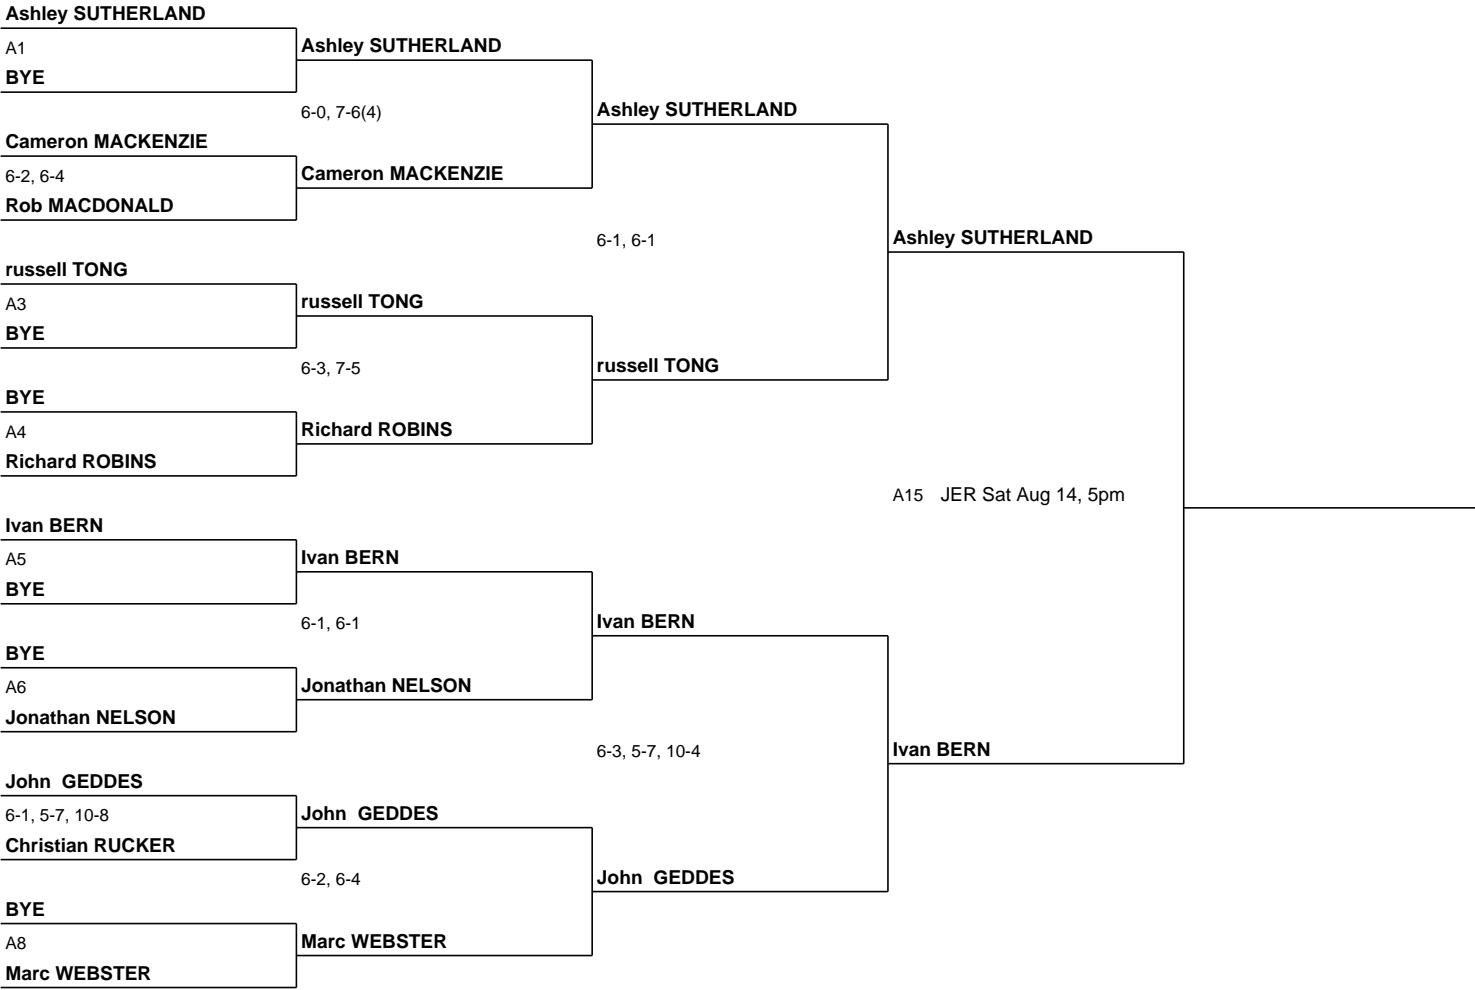 Ashley SUTHERLAND
A1
BYE
Cameron MACKENZIE
6-2, 6-4
Rob MACDONALD
russell TONG
A3
BYE
BYE
A4
Richard ROBINS
Ivan BERN
A5
BYE
BYE
A6
Jonathan NELSON
John  GEDDES
6-1, 5-7, 10-8
Christian RUCKER
BYE
A8
Marc WEBSTER
Ashley SUTHERLAND
6-0, 7-6(4)
Cameron MACKENZIE
russell TONG
6-3, 7-5
Richard ROBINS
Ivan BERN
6-1, 6-1
Jonathan NELSON
John  GEDDES
6-2, 6-4
Marc WEBSTER
Ashley SUTHERLAND
6-1, 6-1
russell TONG
Ivan BERN
6-3, 5-7, 10-4
John  GEDDES
Ashley SUTHERLAND
A15 JER Sat Aug 14, 5pm
Ivan BERN